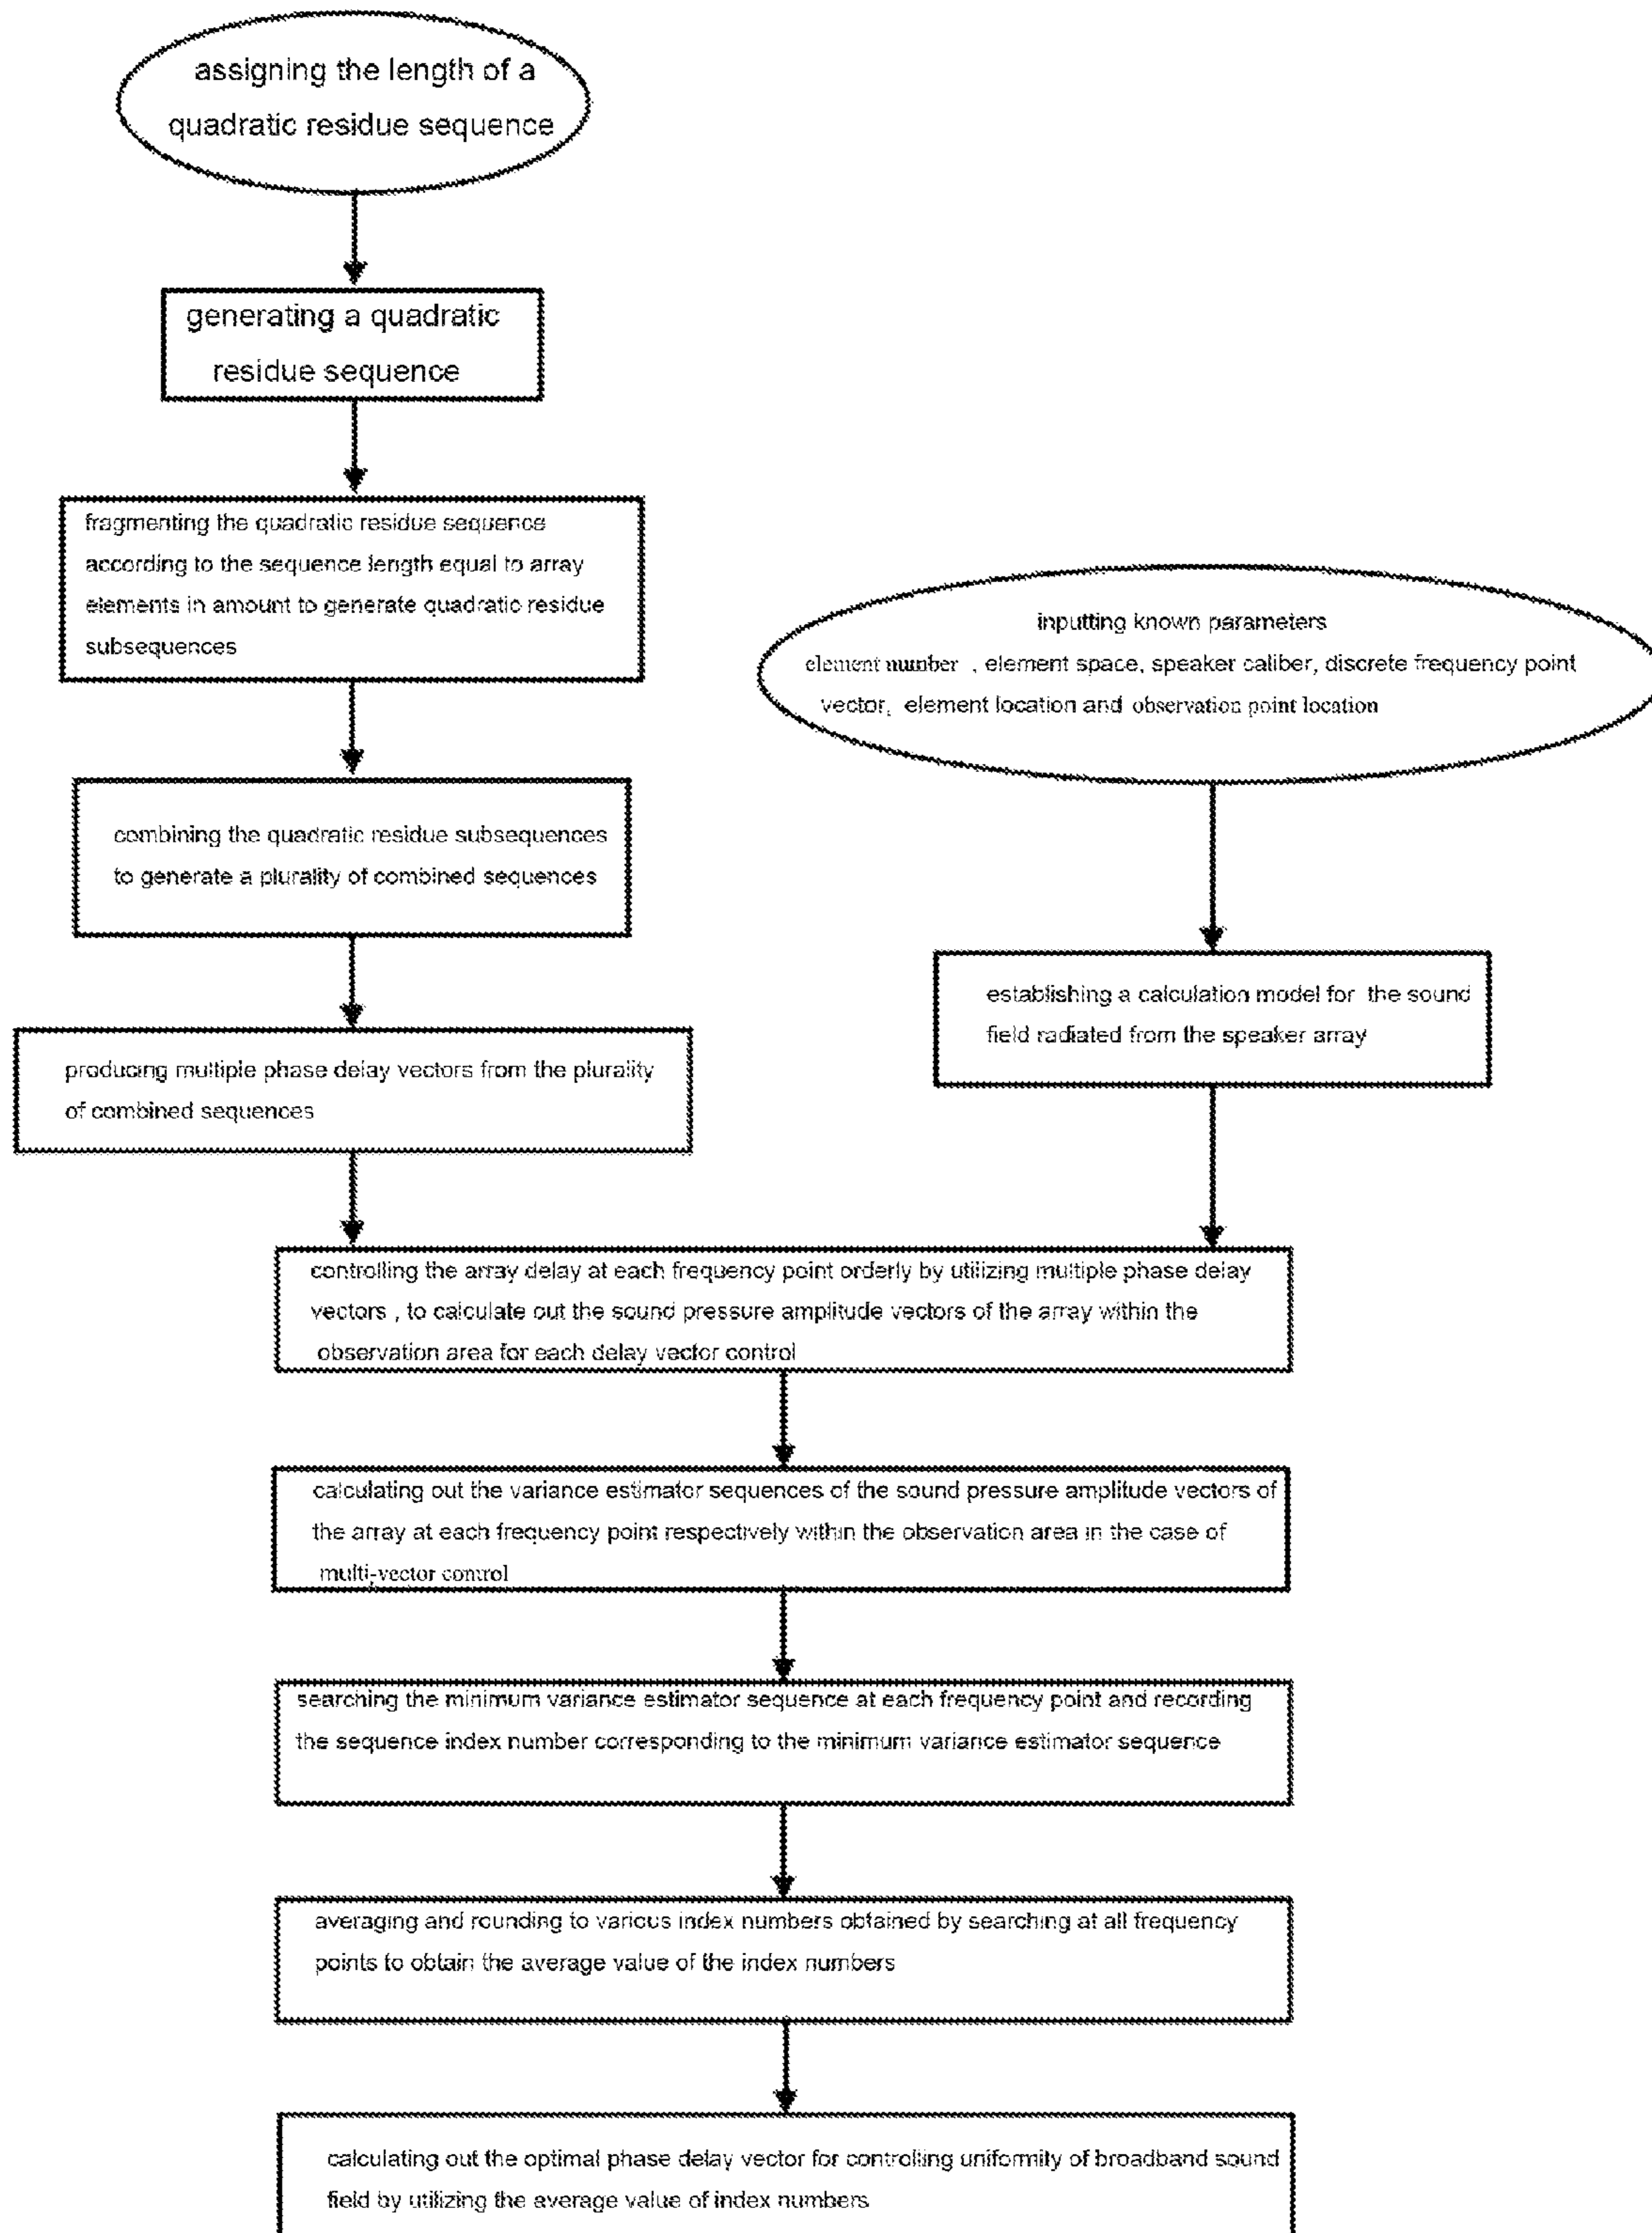 assigning the length of a
quadratic residue sequence
generating a quadratic
residue sequence
fragmenting the quadratic residue sequence
according to the sequence length equal to array
elements in amount to generate quadratic residue
subsequences
combining the quadratic residue subsequences
to generate a plurality of combined sequences
producing multiple phase delay vectors from the plurality
of combined sequences
inputting known parameters
element number , element space, speaker caliber, discrete frequency point
vector, element location and observation point location
establishing a calculation model for the sound
field radiated from the speaker array
controlling the array delay at each frequency point orderly by utilizing multiple phase delay
vectors , to calculate out the sound pressure amplitude vectors of the array within the
observation area for each delay vector control
calculating out the variance estimator sequences of the sound pressure amplitude vectors of
the array at each frequency point respectively within the observation area in the case of
multi-vector control
searching the minimum variance estimator sequence at each frequency point and recording
the sequence index number corresponding to the minimum variance estimator sequence
averaging and rounding to various index numbers obtained by searching at all frequency
points to obtain the average value of the index numbers
calculating out the optimal phase delay vector for controlling uniformity of broadband sound
field by utilizing the average value of index numbers